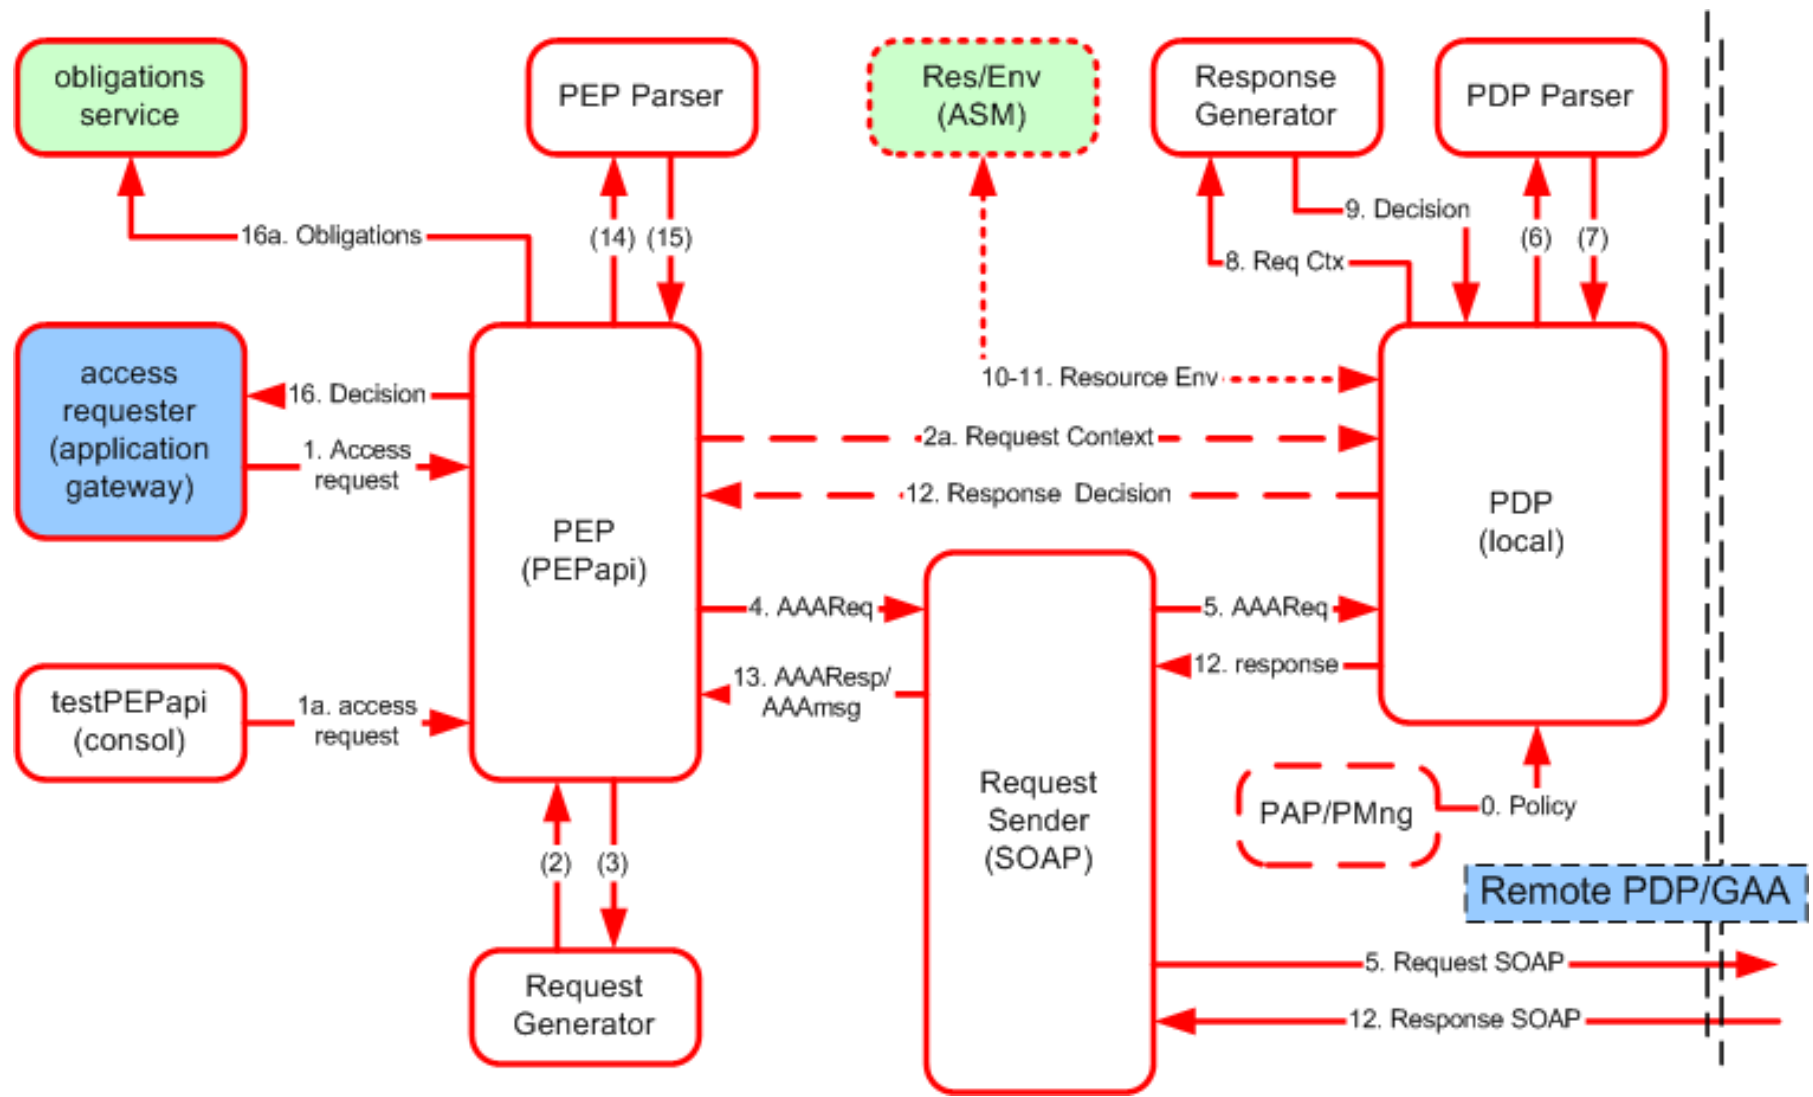 obligations
service
PEP Parser
Res/Env
(ASM)
Response
Generator
PDP Parser
16a. Obligations
(14)
(15)
9. Decision
8. Req Ctx
(6)
(7)
access
requester
(application
gateway)
16. Decision
1. Access
request
10-11. Resource Env
2a. Request Context
12. Response Decision
PEP
(PEPapi)
PDP
(local)
4. AAAReq
5. AAAReq
13. AAAResp/
AAAmsg
12. response
testPEPapi
(consol)
1a. access
request
Request
Sender
(SOAP)
PAP/PMng
0. Policy
(2)
(3)
Remote PDP/GAA
Request
Generator
5. Request SOAP
12. Response SOAP